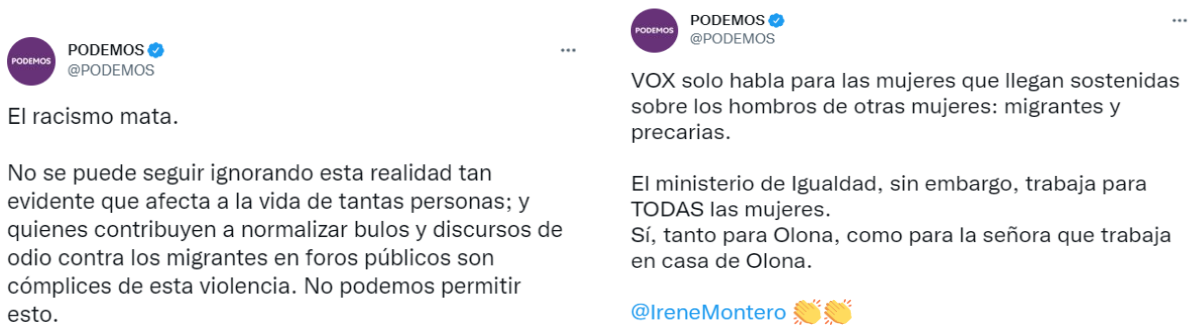 PODEMOS
PODEMOS
@PODEMOS
El racismo mata.
No se puede seguir ignorando esta realidad tan
evidente que afecta a la vida de tantas personas; y
quienes contribuyen a normalizar bulos y discursos de
odio contra los migrantes en foros públicos son
cómplices de esta violencia. No podemos permitir
esto.
PODEMOS
PODEMOS
@PODEMOS
VOX solo habla para las mujeres que llegan sostenidas
sobre los hombros de otras mujeres: migrantes y
precarias.
El ministerio de Igualdad, sin embargo, trabaja para
TODAS las mujeres.
Sí, tanto para Olona, como para la señora que trabaja
en casa de Olona.
@IreneMontero 👏👏